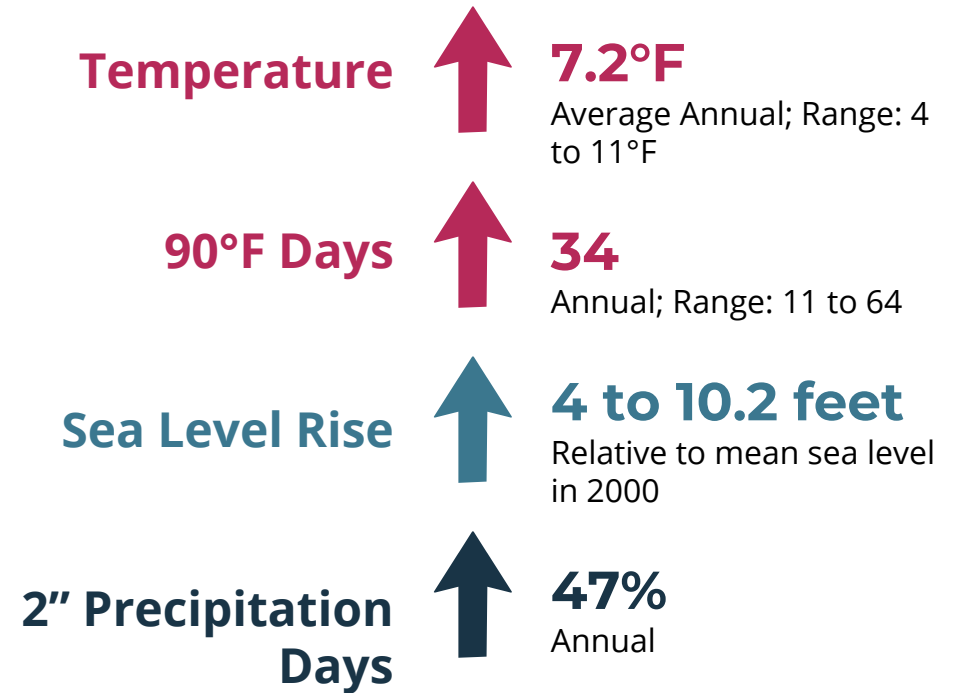 Temperature
7.2°F
Average Annual; Range: 4
to 11°F
90°F Days
34
Annual; Range: 11 to 64
Sea Level Rise
4 to 10.2 feet
Relative to mean sea level
in 2000
2” Precipitation
Days
47%
Annual